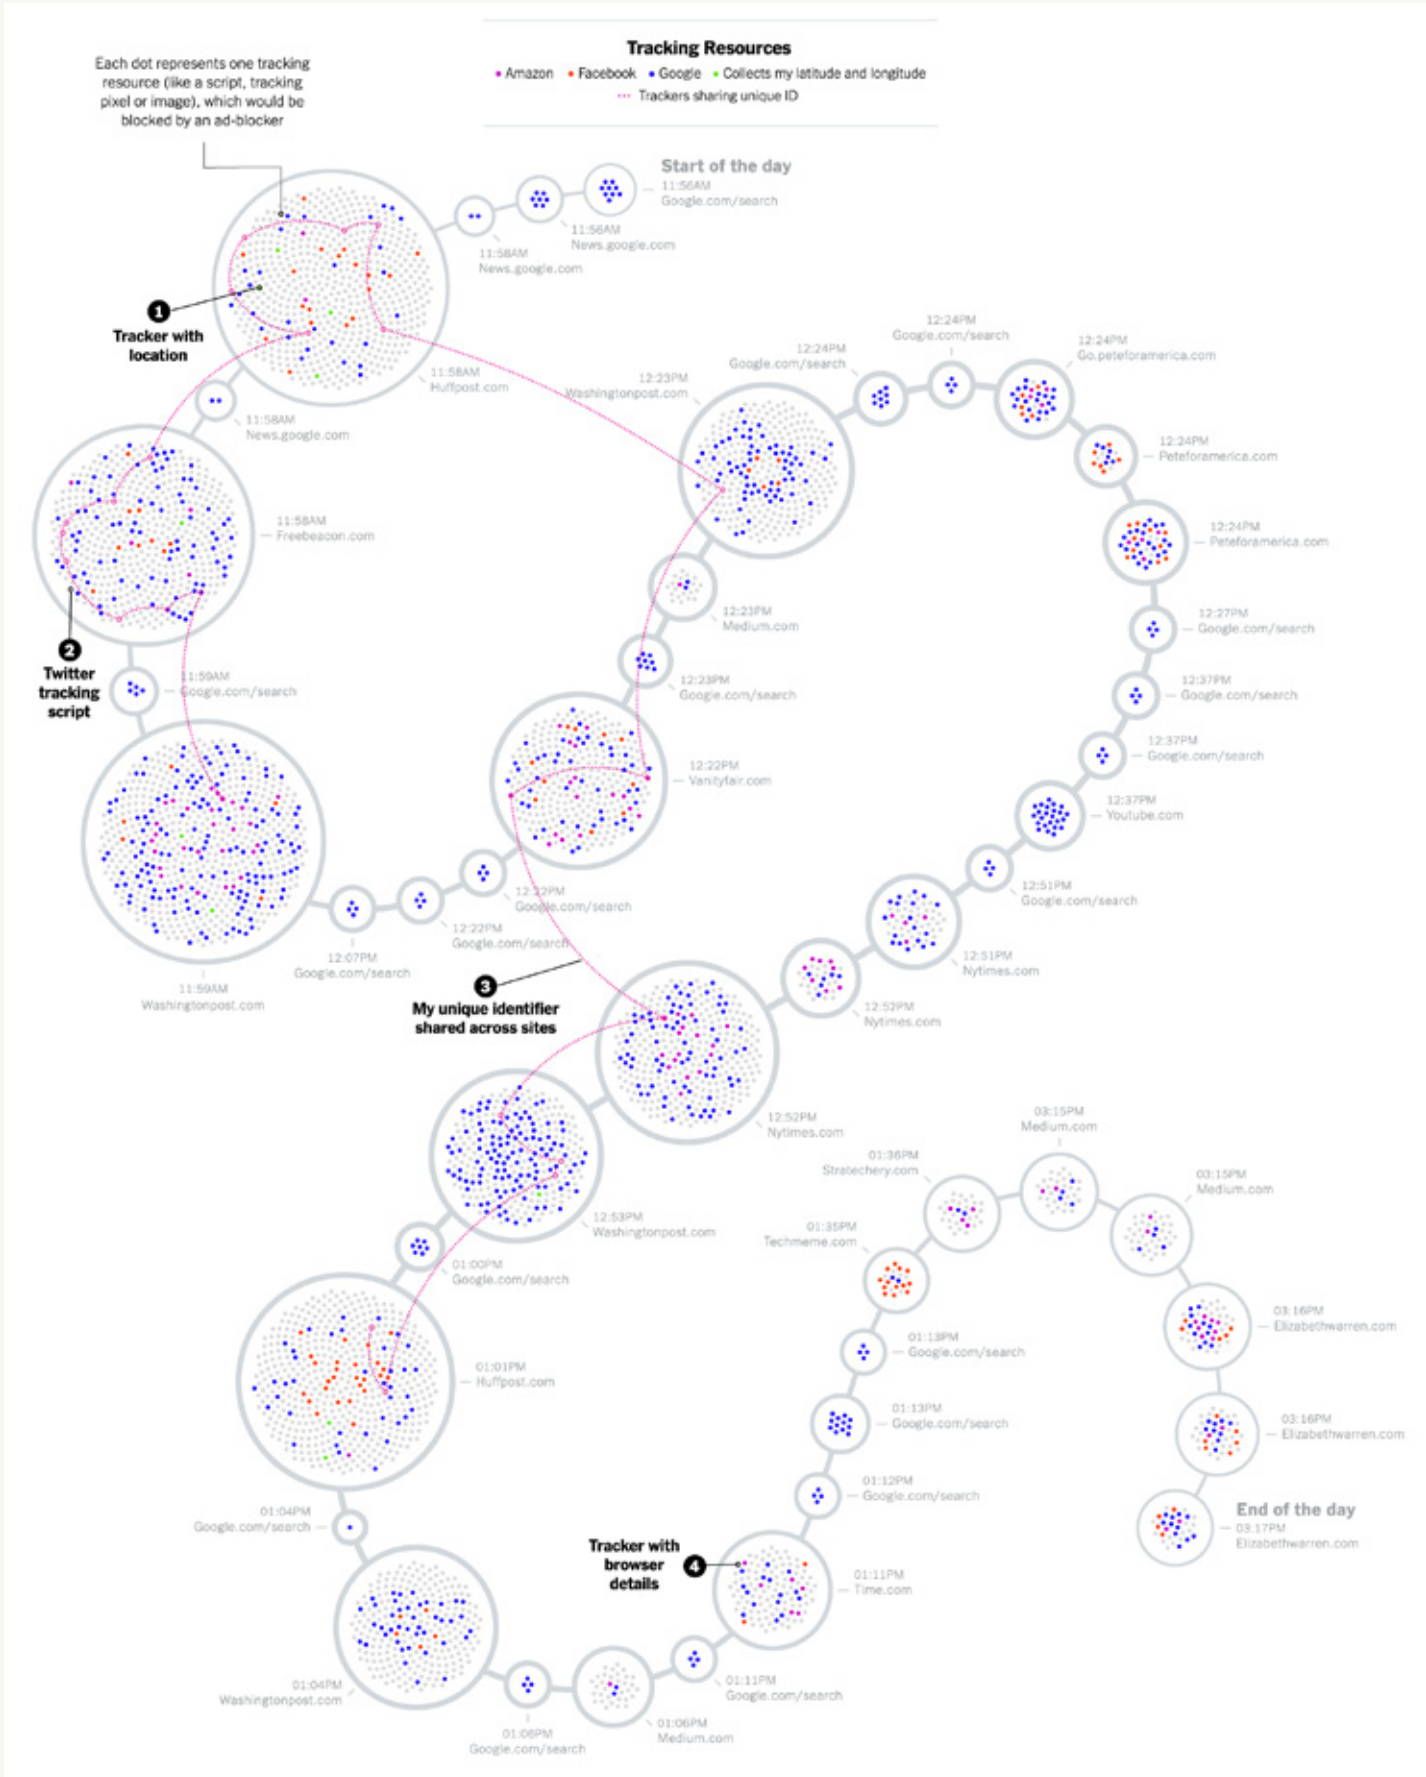 Tracking Resources
Amazon Facebook Google Collects my latitude and longitude
Trackers sharing unique ID
Each dot represents one tracking
resource (like a script, tracking
pixel or image), which would be
blocked by an ad-blocker
Start of the day
11:56AM
Google.com/search
11:56AM
News.google.com
11:58AM
News.google.com
1
Tracker with
location
11:58AM
Huffpost.com
11:58AM
News.google.com
11:58AM
Freebeacon.com
2
Twitter
tracking
script
11:59AM
Google.com/search
11:59AM
Washingtonpost.com
12:07PM
Google.com/search
12:22PM
Google.com/search
12:22PM
Google.com/search
12:22PM
Vanityfair.com
12:23PM
Google.com/search
12:23PM
Medium.com
12:23PM
Washingtonpost.com
12:24PM
Google.com/search
12:24PM
Google.com/search
12:24PM
Go.peteforamerica.com
12:24PM
Peteforamerica.com
12:24PM
Peteforamerica.com
12:27PM
Google.com/search
12:37PM
Google.com/search
12:37PM
Google.com/search
12:37PM
Youtube.com
12:51PM
Google.com/search
12:51PM
Nytimes.com
12:52PM
Nytimes.com
3
My unique identifier
shared across sites
12:52PM
Nytimes.com
12:53PM
Washingtonpost.com
01:00PM
Google.com/search
01:01PM
Huffpost.com
01:04PM
Google.com/search
01:04PM
Washingtonpost.com
01:06PM
Google.com/search
01:06PM
Medium.com
01:11PM
Google.com/search
Tracker with
browser
details
4
01:11PM
Time.com
01:12PM
Google.com/search
01:13PM
Google.com/search
01:13PM
Google.com/search
01:35PM
Techmeme.com
01:36PM
Stratechery.com
03:15PM
Medium.com
03:15PM
Medium.com
03:16PM
Elizabethwarren.com
03:16PM
Elizabethwarren.com
End of the day
03:17PM
Elizabethwarren.com